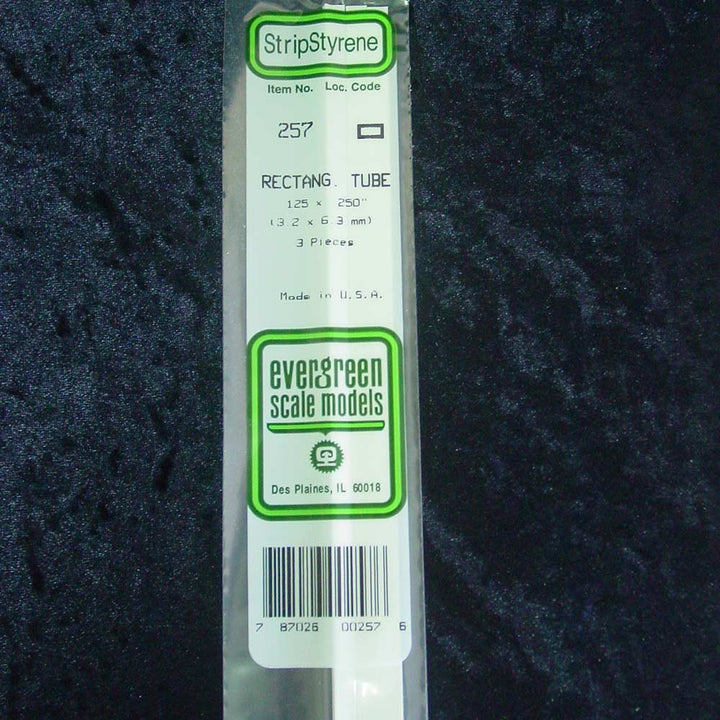 StripStyrene
Item No. Loc. Code
257
RECTANG. TUBE
.125 x .250"
(3.2 x 6.3 mm)
3 Pieces
Made in U.S.A.
evergreen
scale models
Des Plaines, IL 60018
7 87026 00257 6